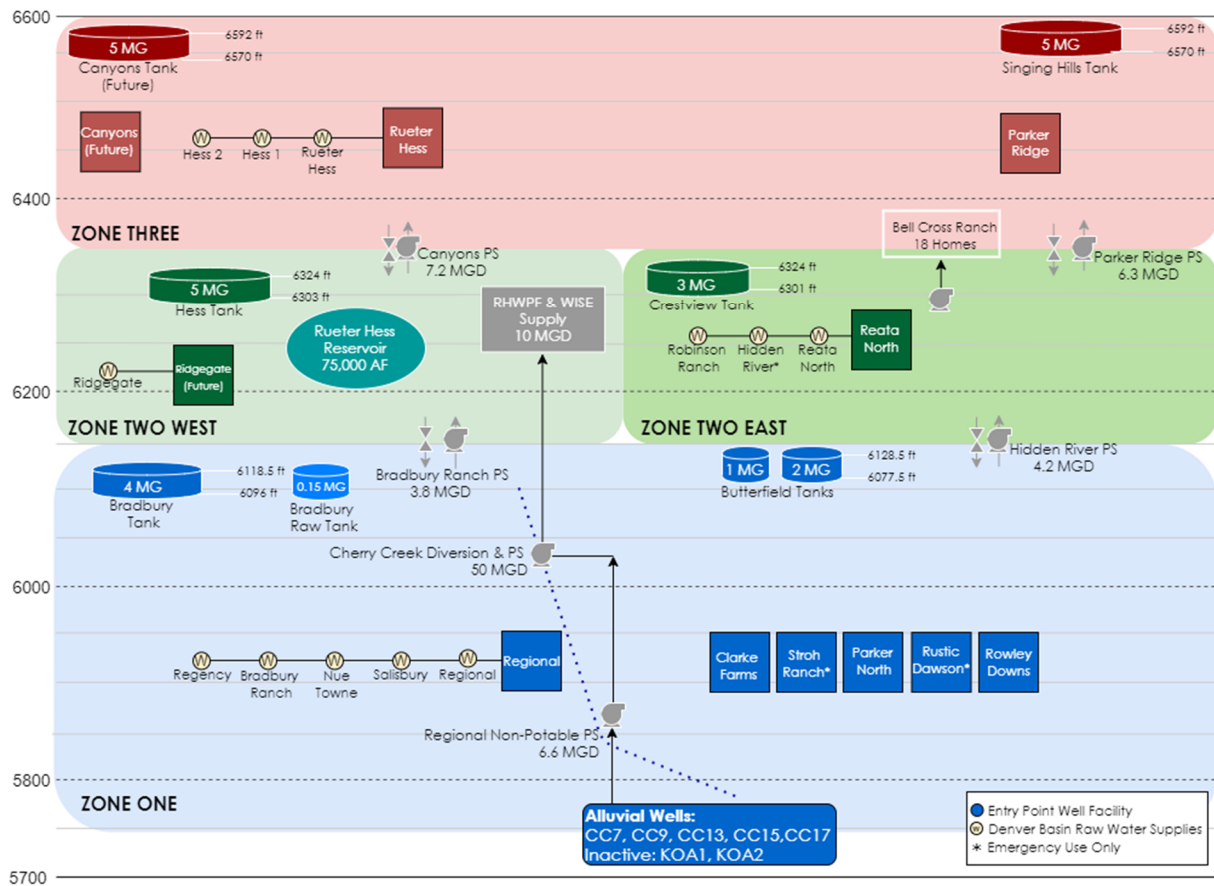 6600
5 MG
6592 ft
6570 ft
Canyons Tank
(Future)
5 MG
6592 ft
6570 ft
Singing Hills Tank
Canyons
(Future)
W
Hess 2
W
Hess 1
W
Rueter
Hess
Rueter
Hess
Parker
Ridge
6400
ZONE THREE
Canyons PS
7.2 MGD
Bell Cross Ranch
18 Homes
Parker Ridge PS
6.3 MGD
5 MG
6324 ft
6303 ft
Hess Tank
Rueter Hess
Reservoir
75,000 AF
RHWPF & WISE
Supply
10 MGD
3 MG
6324 ft
6301 ft
Crestview Tank
W
Robinson
Ranch
W
Hidden
River*
W
Reata
North
Reata
North
W
Ridgegate
Ridgegate
(Future)
6200
ZONE TWO WEST
ZONE TWO EAST
Bradbury Ranch PS
3.8 MGD
Hidden River PS
4.2 MGD
4 MG
6118.5 ft
6096 ft
Bradbury
Tank
0.15 MG
Bradbury
Raw Tank
1 MG
2 MG
6128.5 ft
6077.5 ft
Butterfield Tanks
Cherry Creek Diversion & PS
50 MGD
6000
W
Regency
W
Bradbury
Ranch
W
Nue
Towne
W
Salisbury
W
Regional
Regional
Clarke
Farms
Stroh
Ranch*
Parker
North
Rustic
Dawson*
Rowley
Downs
Regional Non-Potable PS
6.6 MGD
5800
ZONE ONE
Alluvial Wells:
CC7, CC9, CC13, CC15,CC17
Inactive: KOA1, KOA2
Entry Point Well Facility
W Denver Basin Raw Water Supplies
* Emergency Use Only
5700